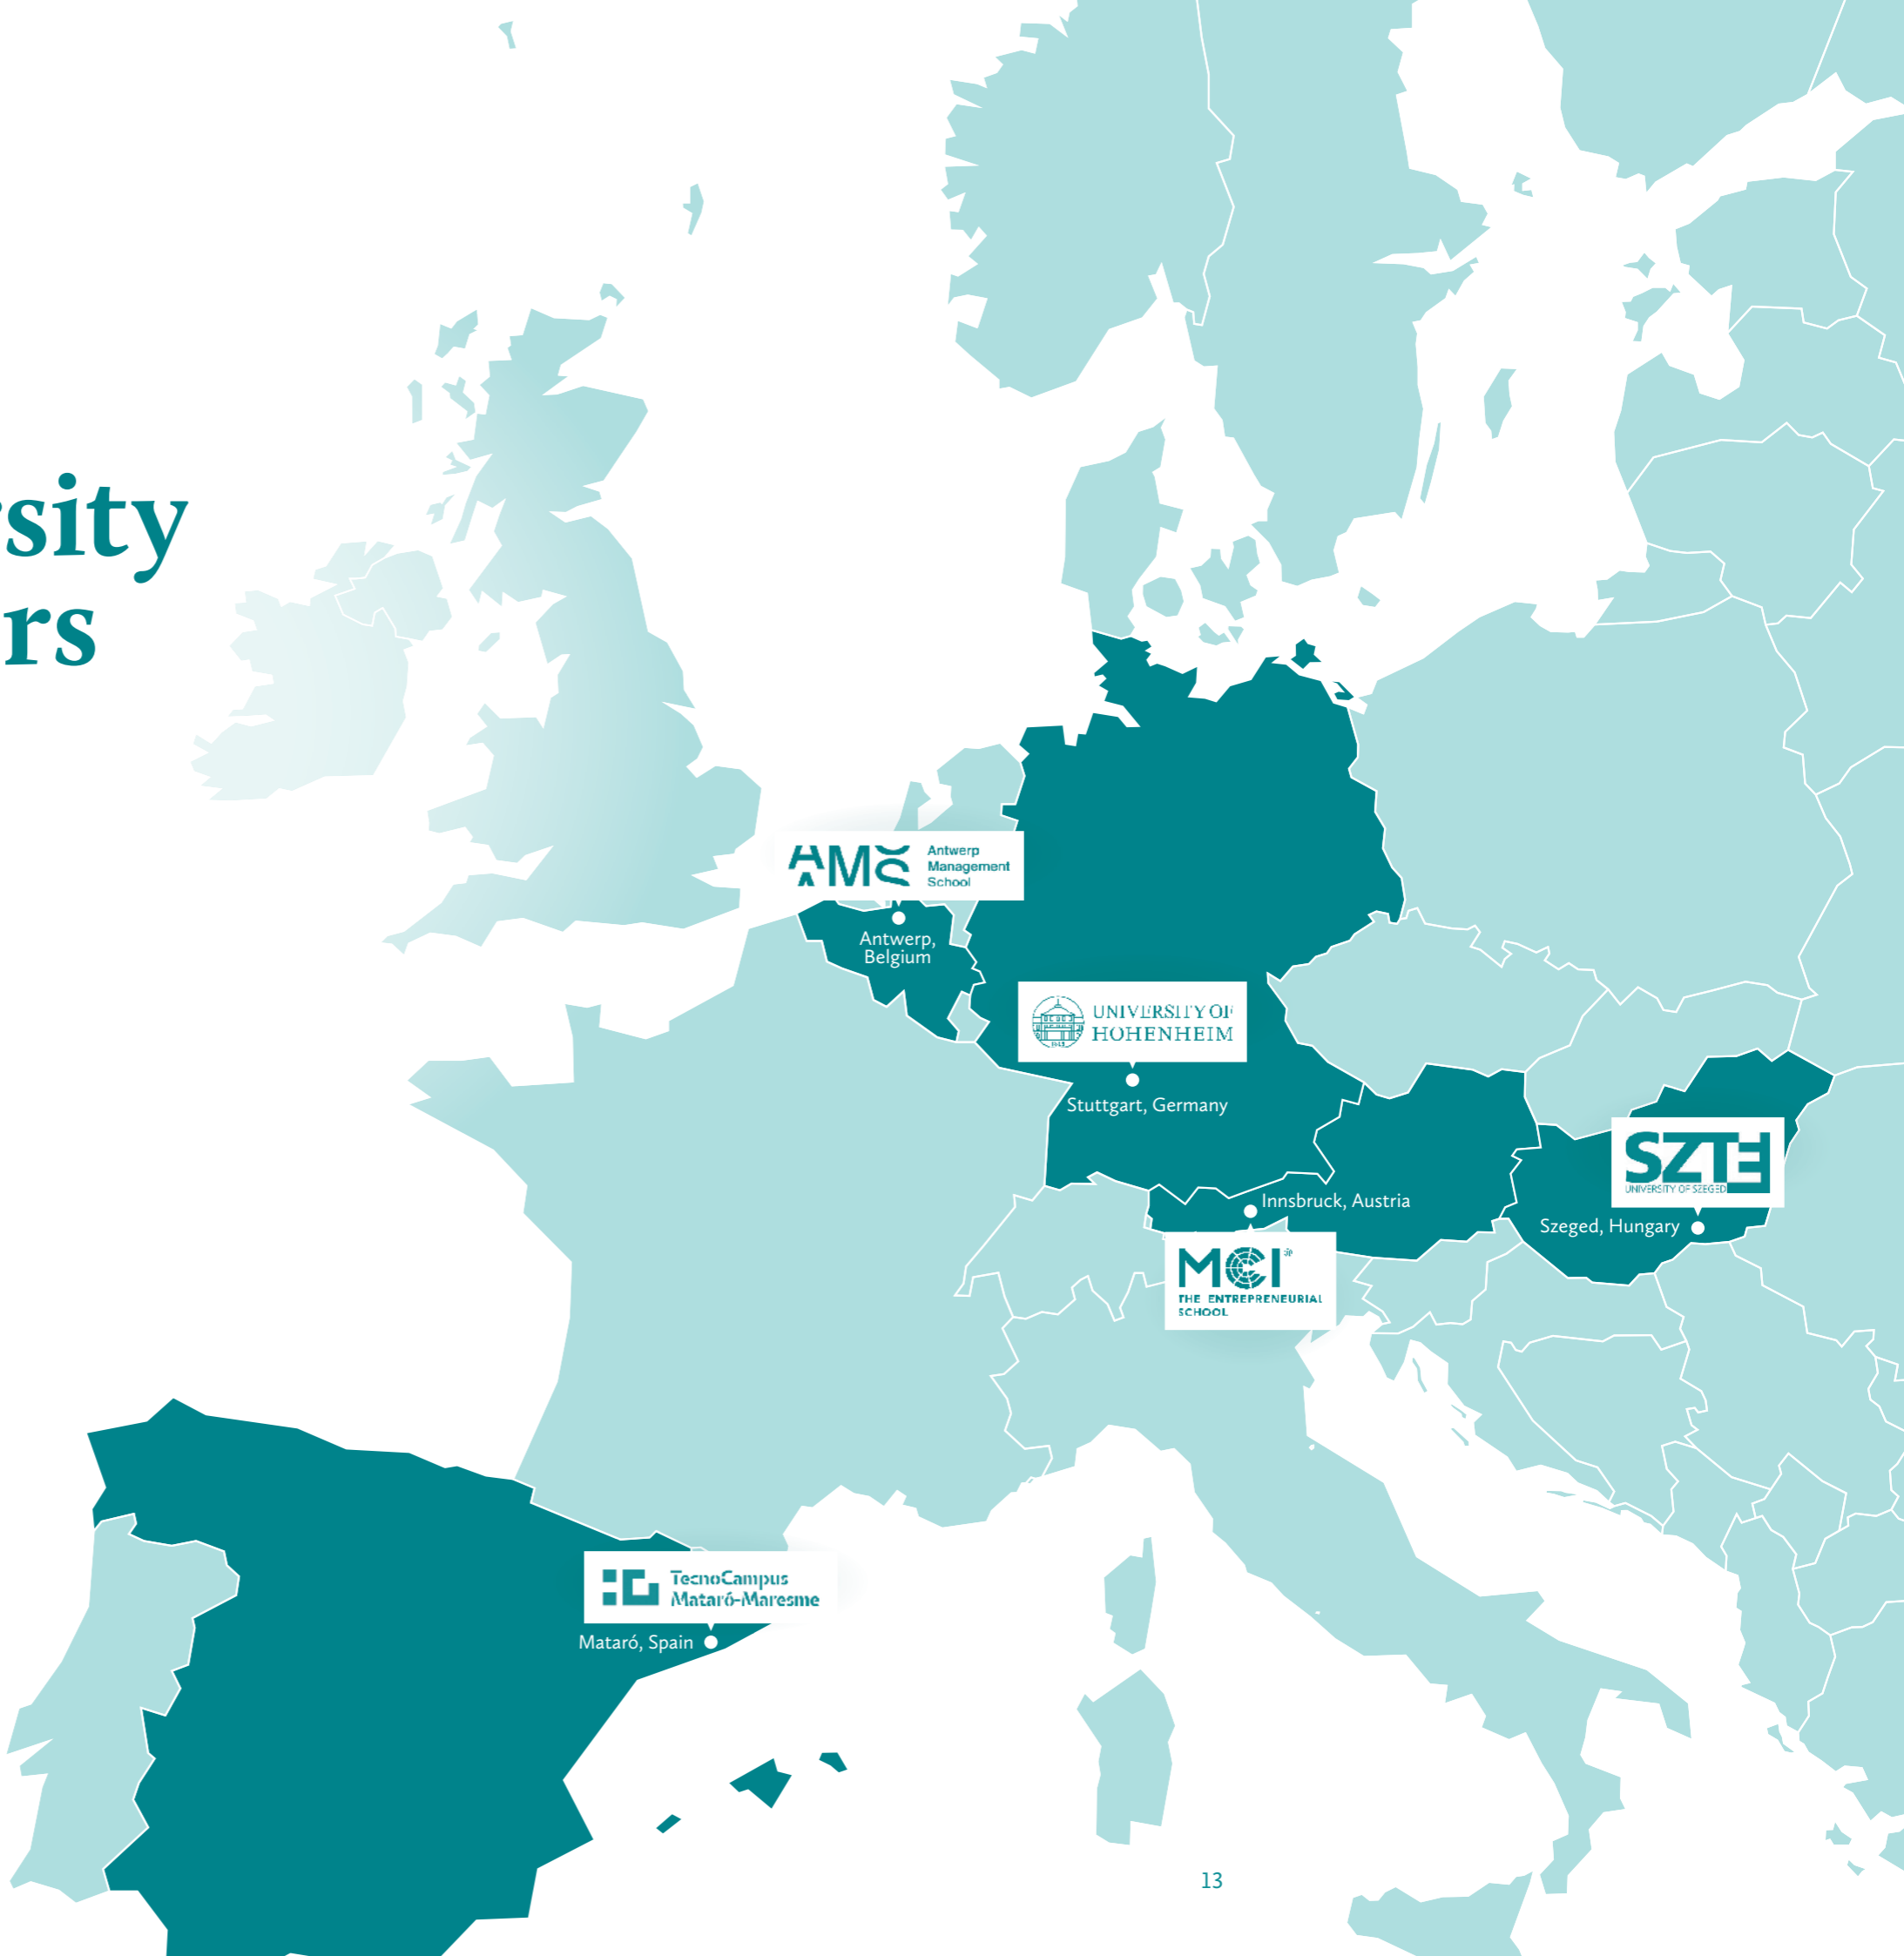 sity
rs
AMS Antwerp
Management
School
Antwerp,
Belgium
UNIVERSITY OF
HOHENHEIM
Stuttgart, Germany
SZTE
UNIVERSITY OF SZEGED
Szeged, Hungary
Innsbruck, Austria
MCI
THE ENTREPRENEURIAL
SCHOOL
TecnoCampus
Mataró-Maresme
Mataró, Spain
13